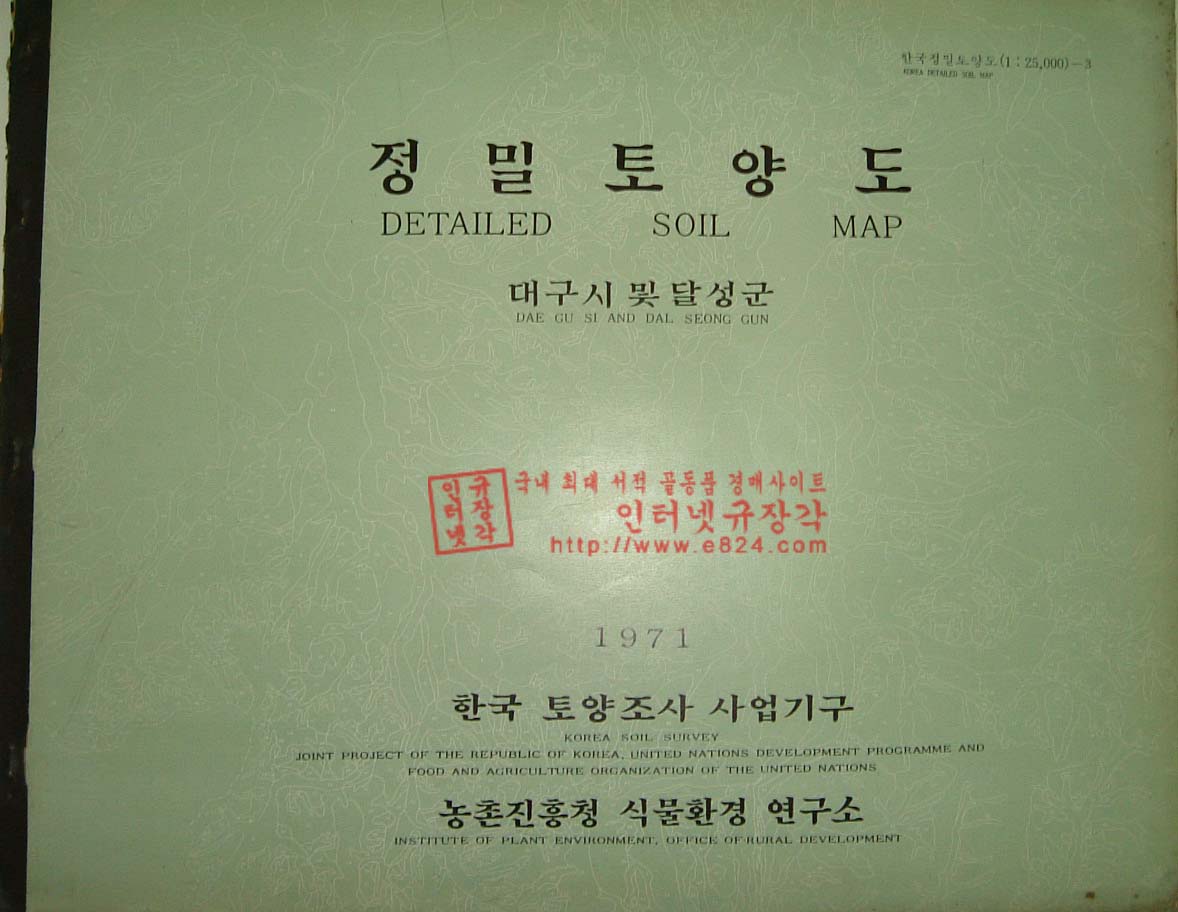 한국정밀토양도(1:25,000)-3
KOREA DETAILED SOIL MAP
정밀토양도
DETAILED SOIL MAP
대구시 및 달성군
DAE GU SI AND DAL SEONG GUN
규장각
인터넷
국내 최대 서적 골동품 경매사이트
인터넷규장각
http://www.e824.com
1971
한국 토양조사 사업기구
KOREA SOIL SURVEY
JOINT PROJECT OF THE REPUBLIC OF KOREA, UNITED NATIONS DEVELOPMENT PROGRAMME AND
FOOD AND AGRICULTURE ORGANIZATION OF THE UNITED NATIONS
농촌진흥청 식물환경 연구소
INSTITUTE OF PLANT ENVIRONMENT, OFFICE OF RURAL DEVELOPMENT